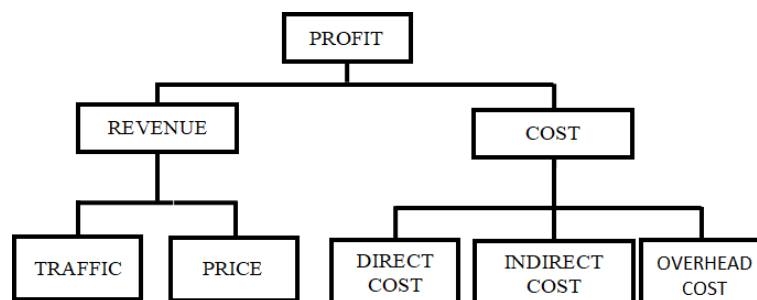 PROFIT
REVENUE
COST
TRAFFIC
PRICE
DIRECT
COST
INDIRECT
COST
OVERHEAD
COST